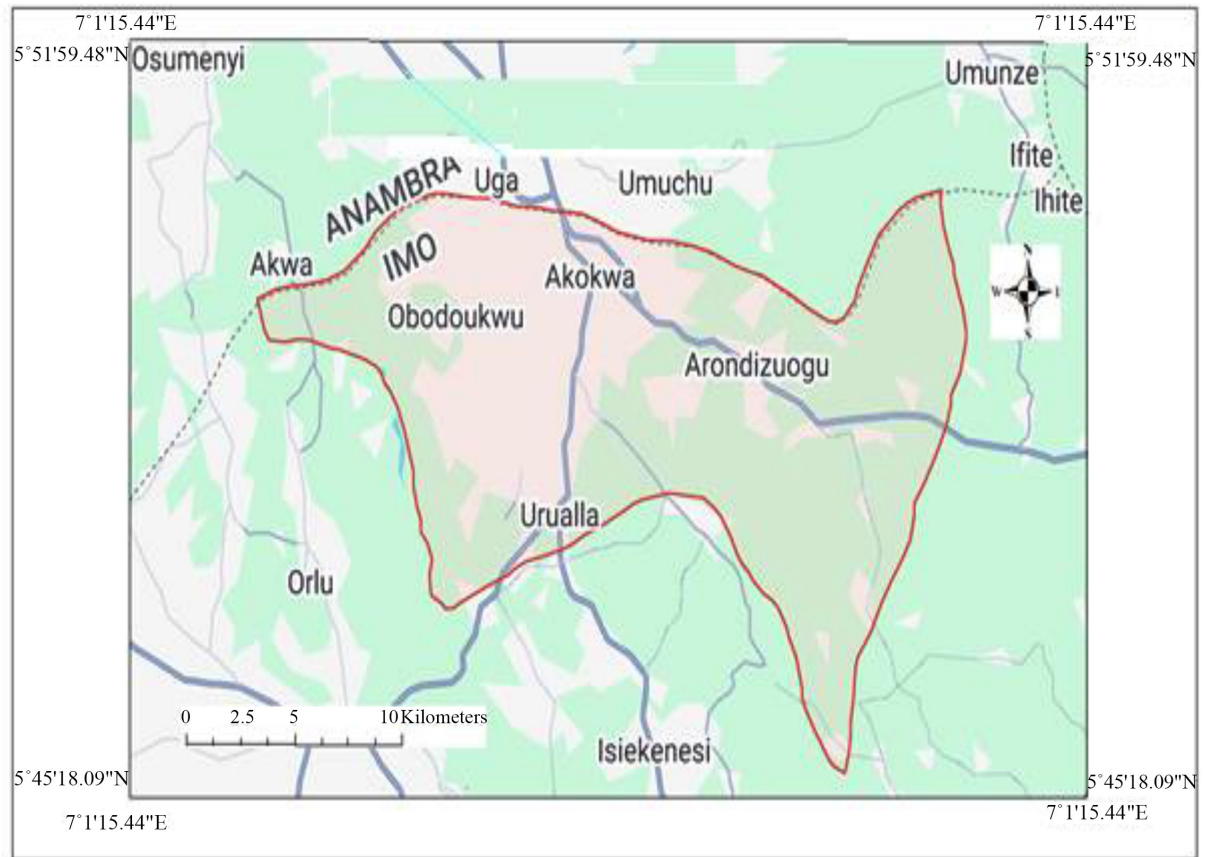 7°1'15.44"E 7°1'15.44"E
5°51'59.48"N 5°51'59.48"N
Osumenyi
Umunze
Ifite
ANAMBRA
Uga
Umuchu
Ihite
IMO
Akwa
Akokwa
N
W E
S
Obodoukwu
Arondizuogu
Urualla
Orlu
0 2.5 5 10 Kilometers
Isiekenesi
5°45'18.09"N 5°45'18.09"N
7°1'15.44"E 7°1'15.44"E